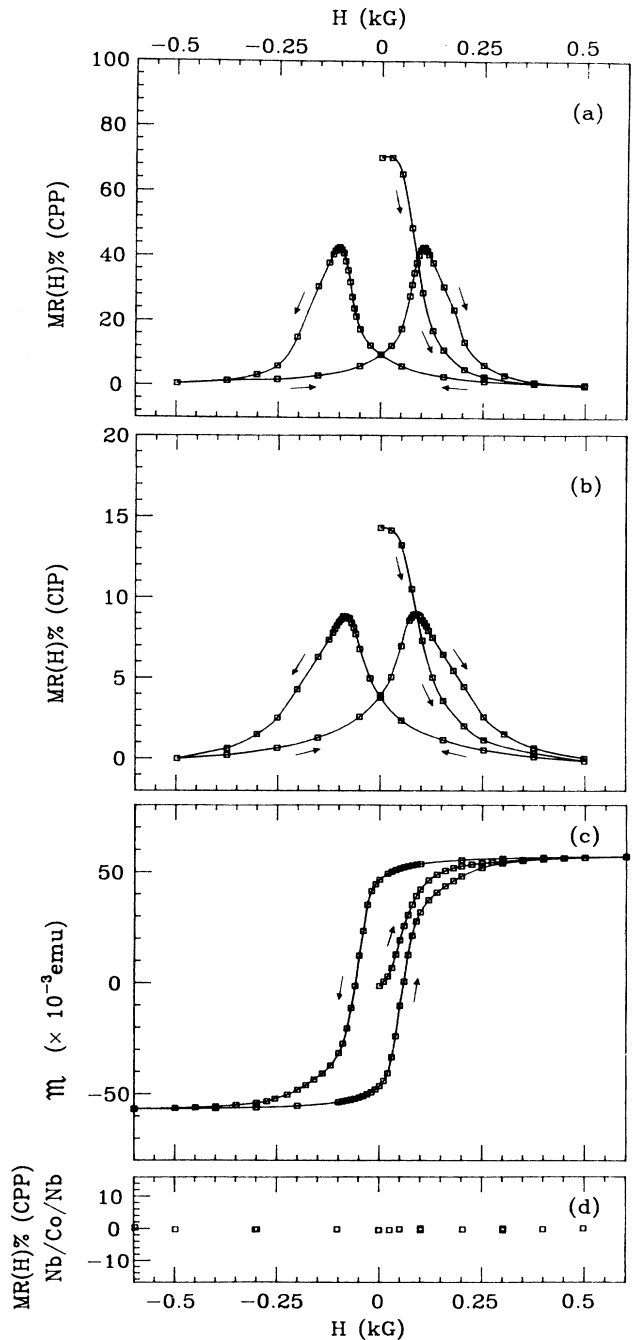 H (kG)
−0.5 −0.25 0 0.25 0.5
(a)
100
80
60
40
20
0
MR(H)% (CPP)
(b)
20
15
10
5
0
MR(H)% (CIP)
(c)
50
0
−50
𝔐 (× 10⁻³emu)
(d)
10
0
−10
MR(H)% (CPP)
Nb/Co/Nb
−0.5 −0.25 0 0.25 0.5
H (kG)